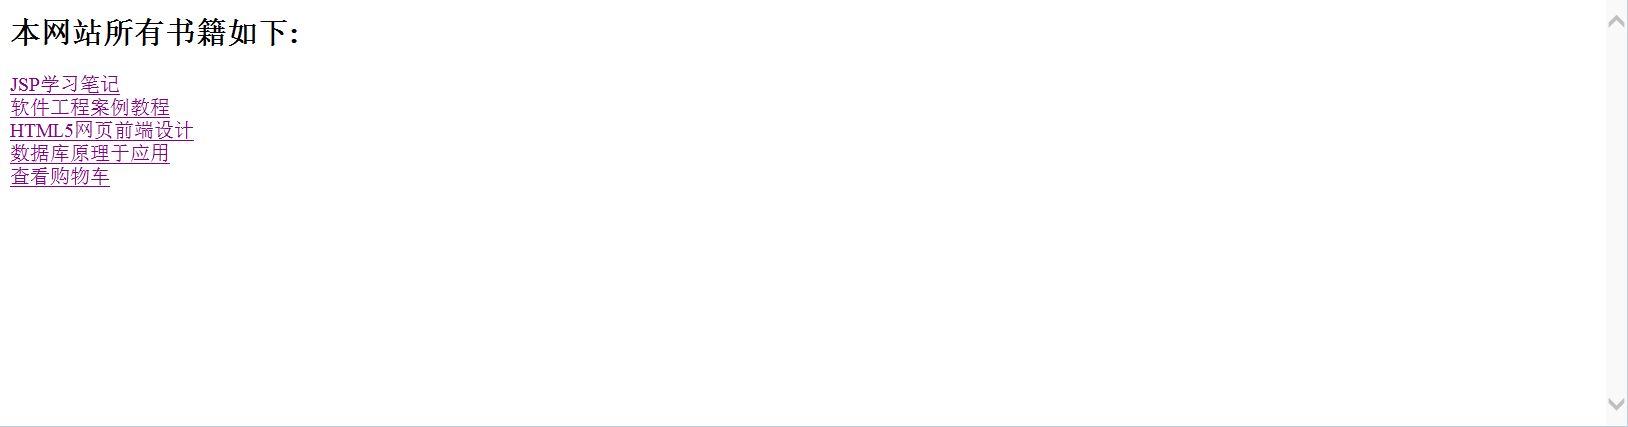 本网站所有书籍如下:
JSP学习笔记
软件工程案例教程
HTML5网页前端设计
数据库原理于应用
查看购物车